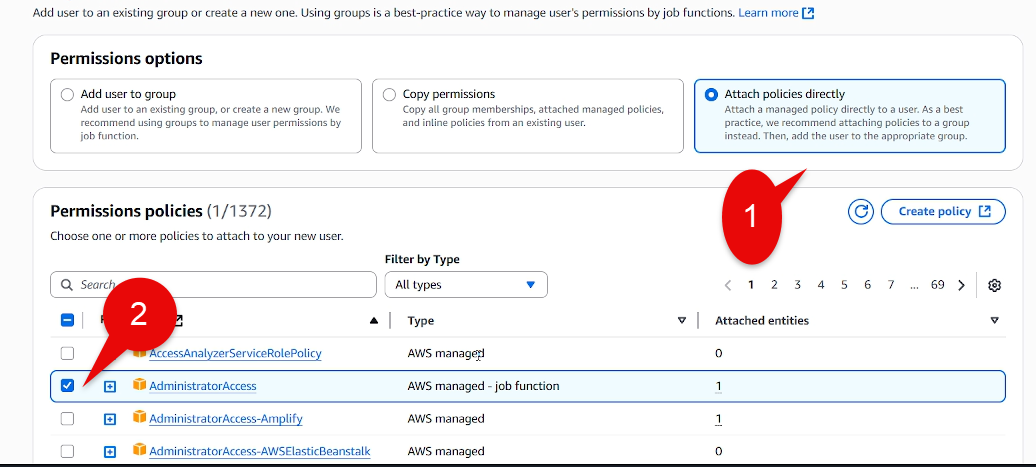 Add user to an existing group or create a new one. Using groups is a best-practice way to manage user's permissions by job functions. Learn more
Permissions options
Add user to group
Add user to an existing group, or create a new group. We
recommend using groups to manage user permissions by
job function.
Copy permissions
Copy all group memberships, attached managed policies,
and inline policies from an existing user.
Attach policies directly
Attach a managed policy directly to a user. As a best
practice, we recommend attaching policies to a group
instead. Then, add the user to the appropriate group.
1
Permissions policies (1/1372)
Create policy
Choose one or more policies to attach to your new user.
Filter by Type
Search
All types
1 2 3 4 5 6 7 ... 69
2
Type
Attached entities
AccessAnalyzerServiceRolePolicy
AWS managed
0
AdministratorAccess
AWS managed - job function
1
AdministratorAccess-Amplify
AWS managed
1
AdministratorAccess-AWSElasticBeanstalk
AWS managed
0